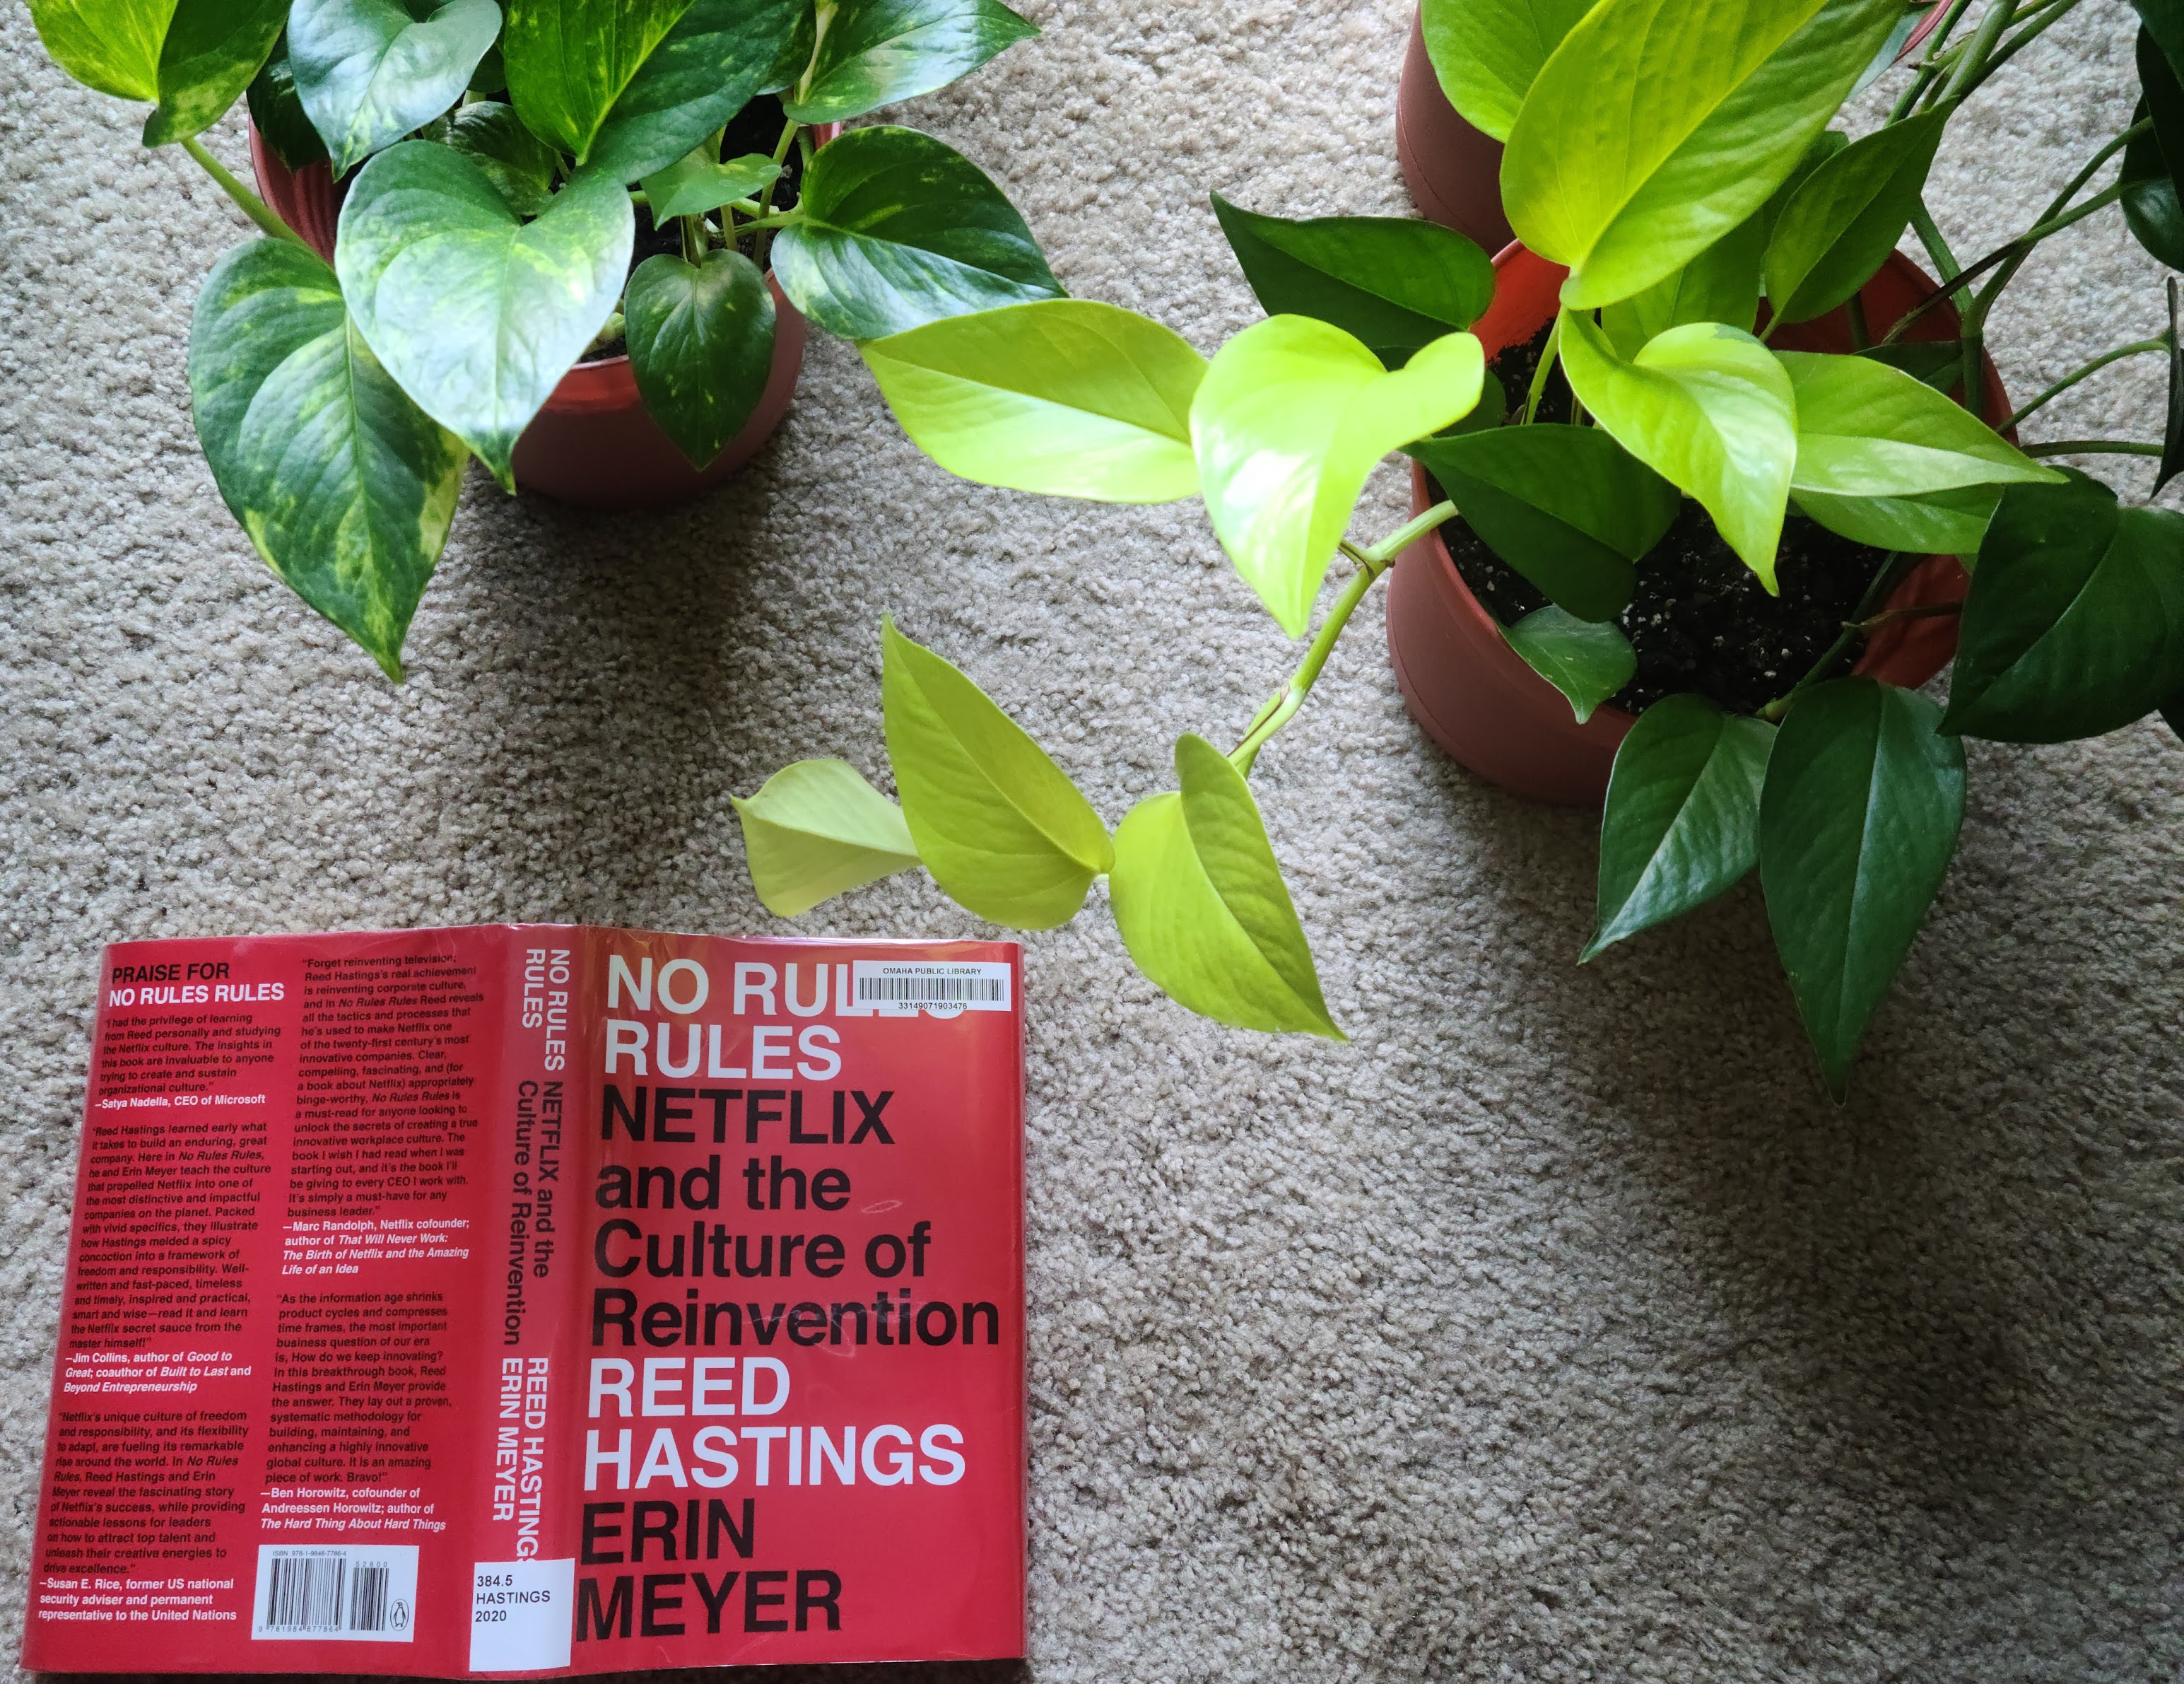 PRAISE FOR
NO RULES RULES
"I had the privilege of learning
from Reed personally and studying
the Netflix culture. The insights in
this book are invaluable to anyone
trying to create and sustain
organizational culture."
—Satya Nadella, CEO of Microsoft
"Reed Hastings learned early what
it takes to build an enduring, great
company. Here in No Rules Rules,
he and Erin Meyer teach the culture
that propelled Netflix into one of
the most distinctive and impactful
companies on the planet. Packed
with vivid specifics, they illustrate
how Hastings melded a spicy
concoction into a framework of
freedom and responsibility. Well-
written and fast-paced, timeless
and timely, inspired and practical,
smart and wise—read it and learn
the Netflix secret sauce from the
master himself!"
—Jim Collins, author of Good to
Great; coauthor of Built to Last and
Beyond Entrepreneurship
"Netflix's unique culture of freedom
and responsibility, and its flexibility
to adapt, are fueling its remarkable
rise around the world. In No Rules
Rules, Reed Hastings and Erin
Meyer reveal the fascinating story
of Netflix's success, while providing
actionable lessons for leaders
on how to attract top talent and
unleash their creative energies to
drive excellence."
—Susan E. Rice, former US national
security adviser and permanent
representative to the United Nations
"Forget reinventing television;
Reed Hastings's real achievement
is reinventing corporate culture,
and in No Rules Rules Reed reveals
all the tactics and processes that
he's used to make Netflix one
of the twenty-first century's most
innovative companies. Clear,
compelling, fascinating, and (for
a book about Netflix) appropriately
binge-worthy, No Rules Rules is
a must-read for anyone looking to
unlock the secrets of creating a true
innovative workplace culture. The
book I wish I had read when I was
starting out, and it's the book I'll
be giving to every CEO I work with.
It's simply a must-have for any
business leader."
—Marc Randolph, Netflix cofounder;
author of That Will Never Work:
The Birth of Netflix and the Amazing
Life of an Idea
"As the information age shrinks
product cycles and compresses
time frames, the most important
business question of our era
is, How do we keep innovating?
In this breakthrough book, Reed
Hastings and Erin Meyer provide
the answer. They lay out a proven,
systematic methodology for
building, maintaining, and
enhancing a highly innovative
global culture. It is an amazing
piece of work. Bravo!"
—Ben Horowitz, cofounder of
Andreessen Horowitz; author of
The Hard Thing About Hard Things
ISBN 978-1-9848-7786-4
52800
9 781984 877864
NO RULES
RULES
NETFLIX and the
Culture of Reinvention
REED HASTINGS
ERIN MEYER
384.5
HASTINGS
2020
OMAHA PUBLIC LIBRARY
33149071903476
NO RULES
RULES
NETFLIX
and the
Culture of
Reinvention
REED
HASTINGS
ERIN
MEYER